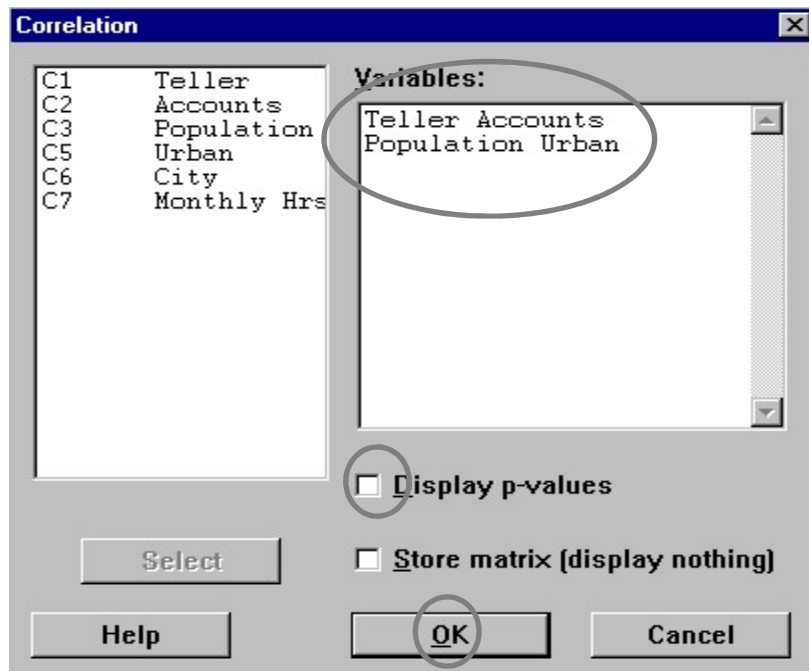 Correlation
C1 Teller
C2 Accounts
C3 Population
C5 Urban
C6 City
C7 Monthly Hrs
Variables:
Teller Accounts
Population Urban
Display p-values
Store matrix (display nothing)
Select
Help
OK
Cancel